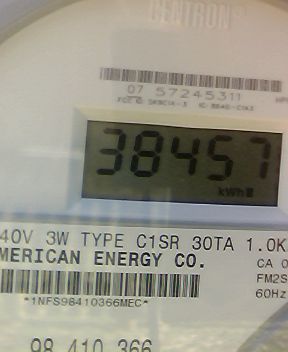 CENTRON®
07 57245311
38457
kWh
40V 3W TYPE C1SR 30TA 1.0K
MERICAN ENERGY CO.
CA 0
FM2S
60Hz
*1NFS98410366MEC*
98 410 366